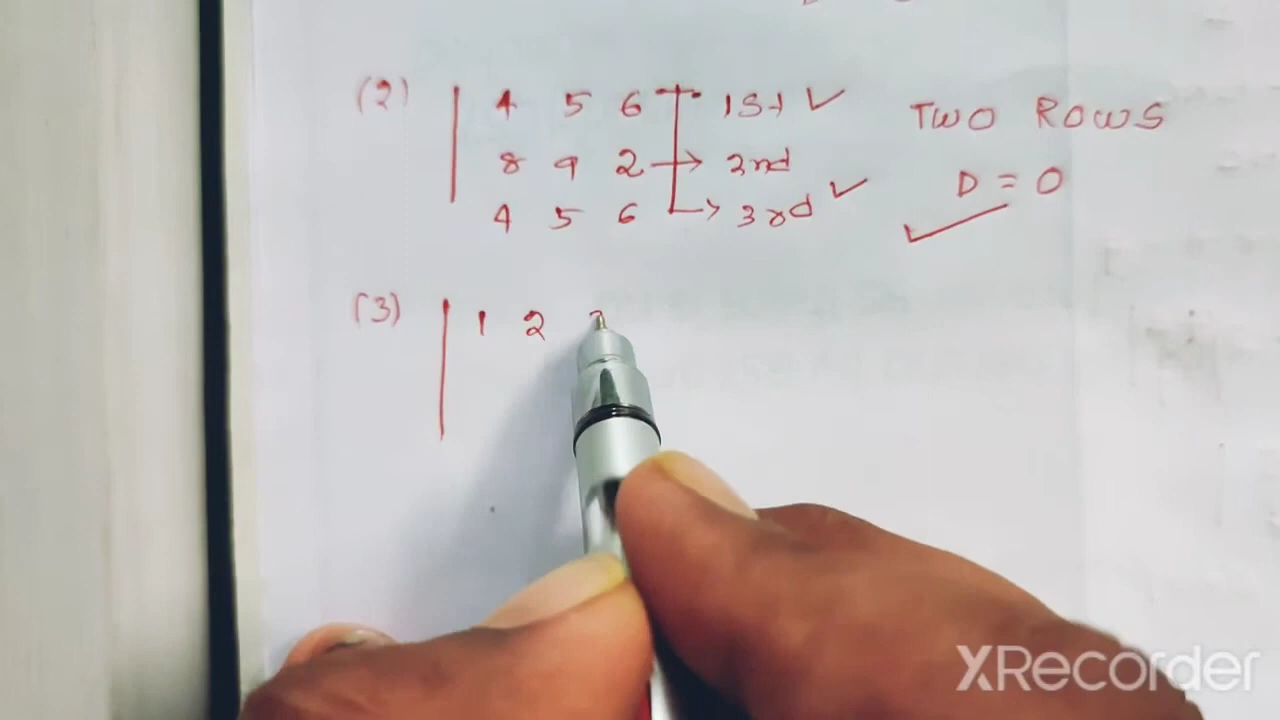 (2) | 4 5 6 → 1st ✓ TWO ROWS
8 9 2 → 2nd D = 0
4 5 6 → 3rd ✓ ✓
(3) | 1 2
XRecorder